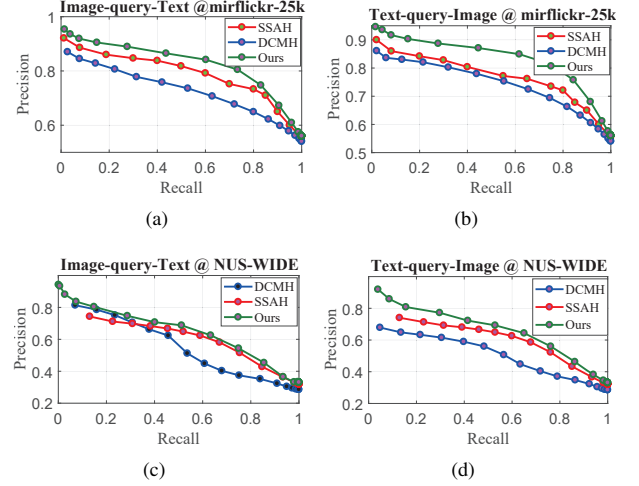 Image-query-Text @mirflickr-25k
1
0.8
0.6
Precision
SSAH
DCMH
Ours
0
0.2
0.4
0.6
0.8
1
Recall
(a)
Text-query-Image @ mirflickr-25k
0.9
0.8
0.7
0.6
0.5
Precision
SSAH
DCMH
Ours
0
0.2
0.4
0.6
0.8
1
Recall
(b)
Image-query-Text @ NUS-WIDE
0.8
0.6
0.4
0.2
Precision
DCMH
SSAH
Ours
0
0.2
0.4
0.6
0.8
1
Recall
(c)
Text-query-Image @ NUS-WIDE
0.8
0.6
0.4
0.2
Precision
DCMH
SSAH
Ours
0
0.2
0.4
0.6
0.8
1
Recall
(d)